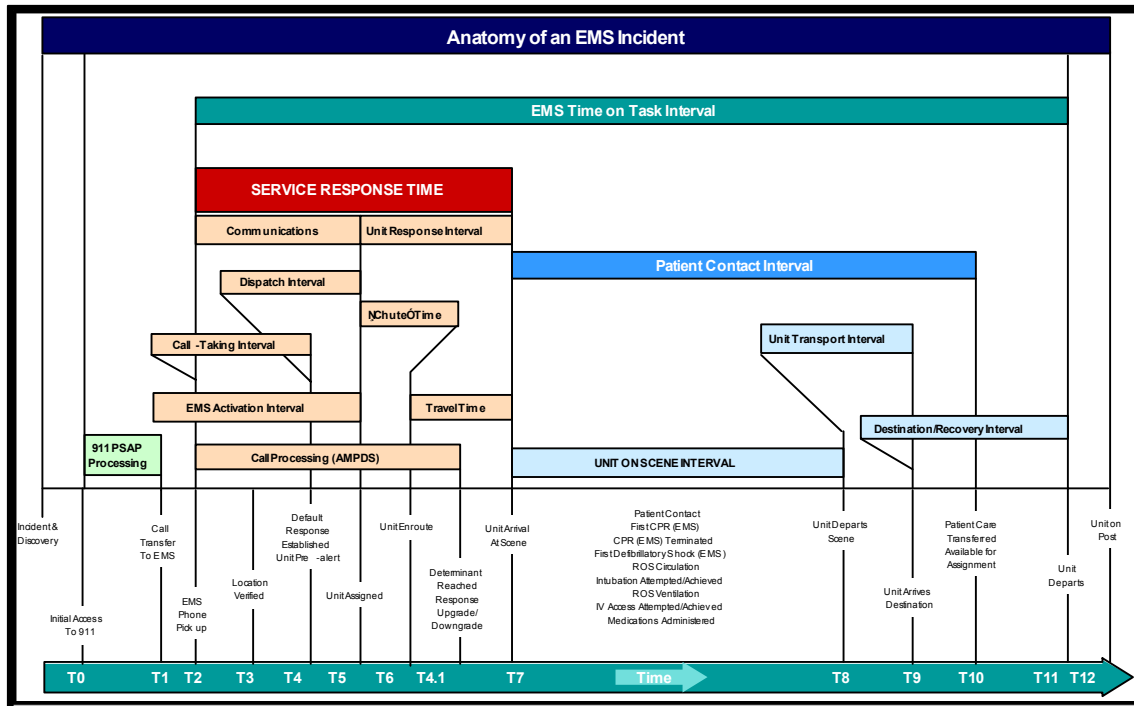 Anatomy of an EMS Incident
EMS Time on Task Interval
SERVICE RESPONSE TIME
Communications
Unit Response Interval
Patient Contact Interval
Dispatch Interval
ŅChuteÓTime
Unit Transport Interval
Call -Taking Interval
EMS Activation Interval
Travel Time
Destination/Recovery Interval
911 PSAP
Processing
Call Processing (AMPDS)
UNIT ON SCENE INTERVAL
Incident &
Discovery
Initial Access
To 911
Call
Transfer
To EMS
EMS
Phone
Pick up
Location
Verified
Default
Response
Established
Unit Pre -alert
Unit Assigned
Unit Enroute
Determinant
Reached
Response
Upgrade/
Downgrade
Unit Arrival
At Scene
Patient Contact
First CPR (EMS)
CPR (EMS) Terminated
First Defibrillatory Shock (EMS)
ROS Circulation
Intubation Attempted/Achieved
ROS Ventilation
IV Access Attempted/Achieved
Medications Administered
Unit Departs
Scene
Unit Arrives
Destination
Patient Care
Transferred
Available for
Assignment
Unit
Departs
Unit on
Post
T0
T1
T2
T3
T4
T5
T6
T4.1
T7
Time
T8
T9
T10
T11
T12